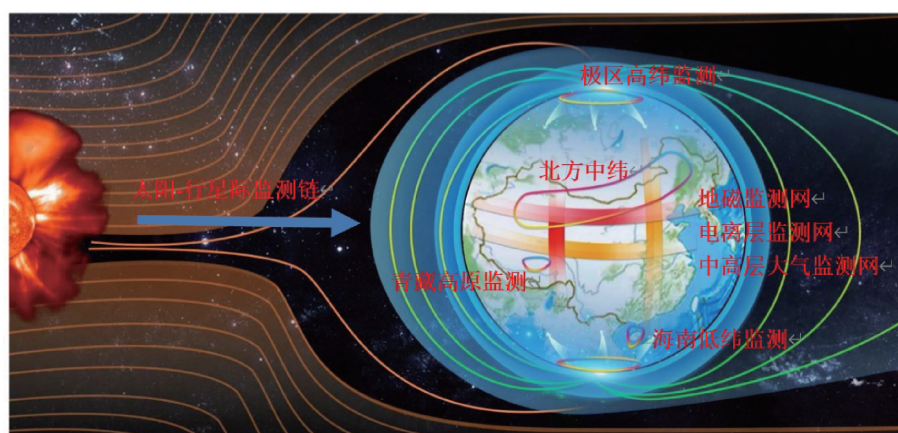 极区高纬监测↵
北方中纬↵
太阳-行星际监测链↵
地磁监测网↵
电离层监测网↵
中高层大气监测网↵
青藏高原监测↵
海南低纬监测↵